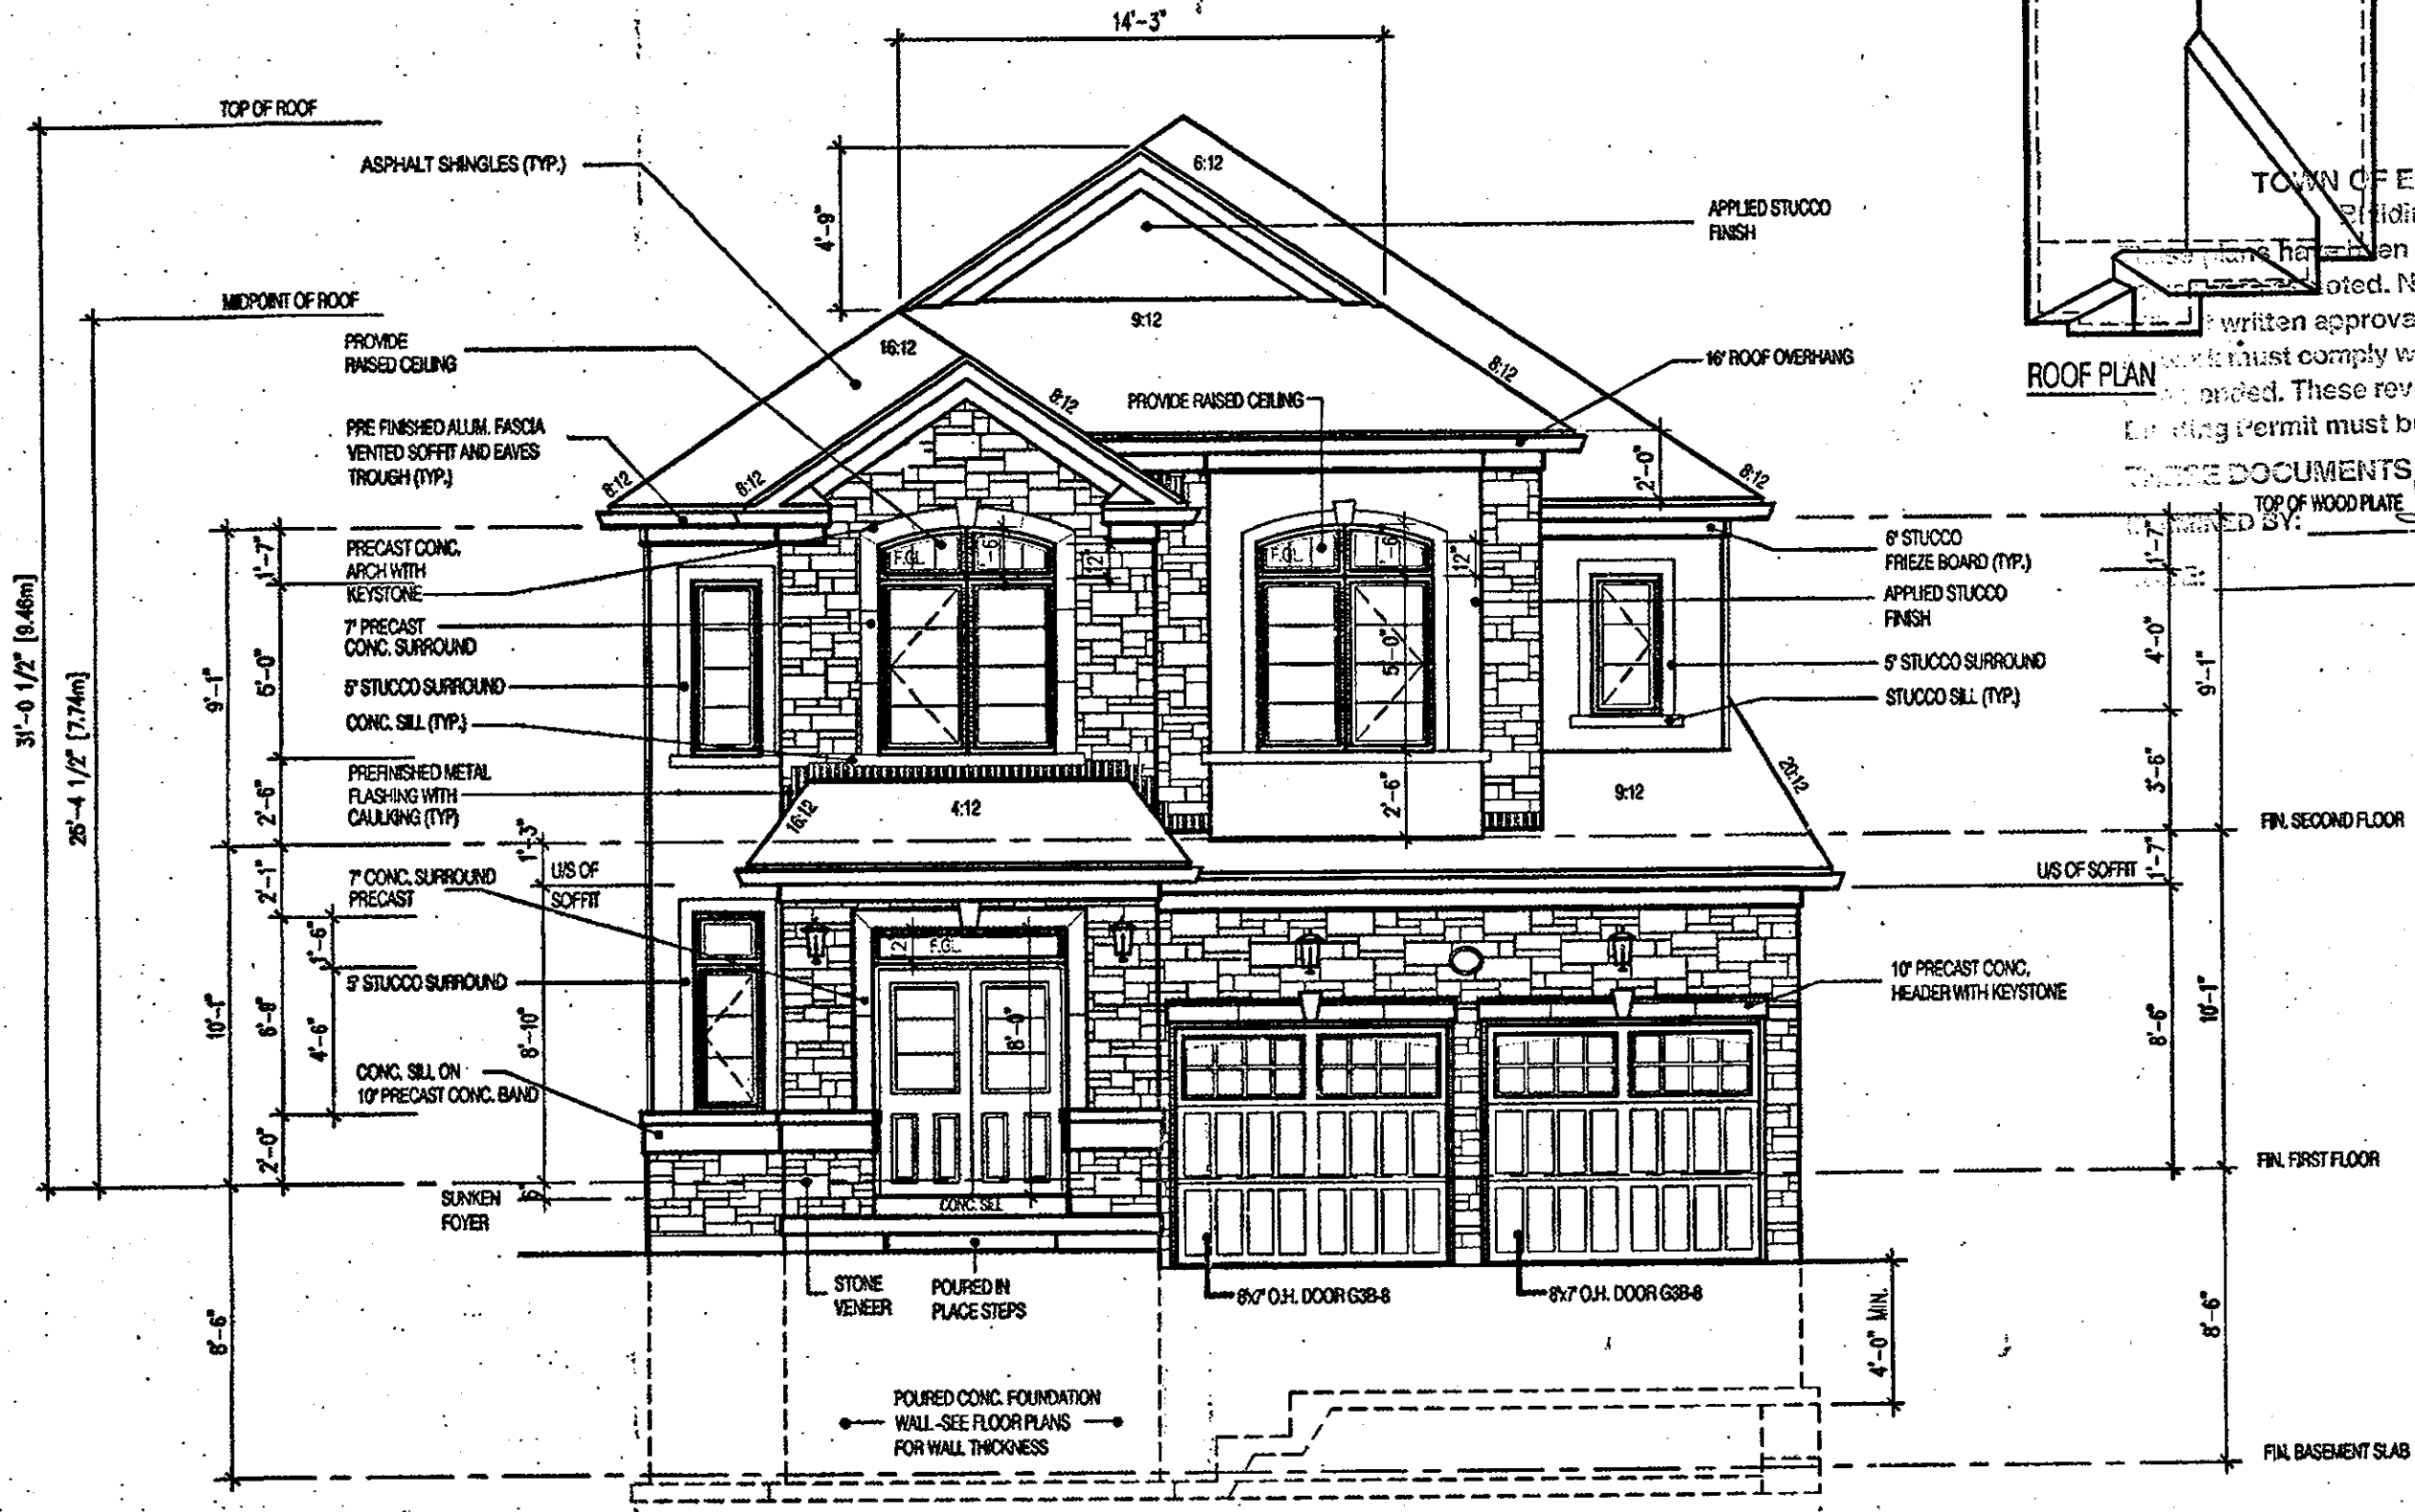 14'-3"
TOP OF ROOF
ASPHALT SHINGLES (TYP.)
6:12
4'-9"
APPLIED STUCCO
FINISH
MIDPOINT OF ROOF
9:12
16:12
PROVIDE
RAISED CEILING
8:12
8:12
16" ROOF OVERHANG
PROVIDE RAISED CEILING
PRE FINISHED ALUM. FASCIA
VENTED SOFFIT AND EAVES
TROUGH (TYP.)
8:12
8:12
2'-0"
8:12
TOWN OF
plans have been
oted.
written approva
must comply w
These rev
Permit must b
DOCUMENTS,
BY:
ROOF PLAN
TOP OF WOOD PLATE
31'-0 1/2" [9.46m]
25'-4 1/2" [7.74m]
9'-1"
1'-7"
5'-0"
2'-6"
PRECAST CONC.
ARCH WITH
KEYSTONE
7" PRECAST
CONC. SURROUND
5" STUCCO SURROUND
CONC. SILL (TYP.)
PREFINISHED METAL
FLASHING WITH
CAULKING (TYP)
F.GL.
12"
F.GL.
12"
5'-0"
2'-6"
6" STUCCO
FRIEZE BOARD (TYP.)
APPLIED STUCCO
FINISH
5" STUCCO SURROUND
STUCCO SILL (TYP.)
1'-7"
4'-0"
3'-6"
9'-1"
16:12
4:12
9:12
20:12
FIN. SECOND FLOOR
1'-3"
U/S OF
SOFFIT
U/S OF SOFFIT
1'-7"
10'-1"
2'-1"
6'-0"
2'-0"
1'-6"
4'-6"
8'-10"
6"
7" CONC. SURROUND
PRECAST
5" STUCCO SURROUND
CONC. SILL ON
10" PRECAST CONC. BAND
SUNKEN
FOYER
12"
F.GL.
8'-0"
CONC. SILL
10" PRECAST CONC.
HEADER WITH KEYSTONE
8'-6"
10'-1"
FIN. FIRST FLOOR
STONE
VENEER
POURED IN
PLACE STEPS
8'x7' O.H. DOOR G3B-8
8'x7' O.H. DOOR G3B-8
8'-6"
4'-0" MIN.
8'-6"
POURED CONC. FOUNDATION
WALL -SEE FLOOR PLANS
FOR WALL THICKNESS
FIN. BASEMENT SLAB